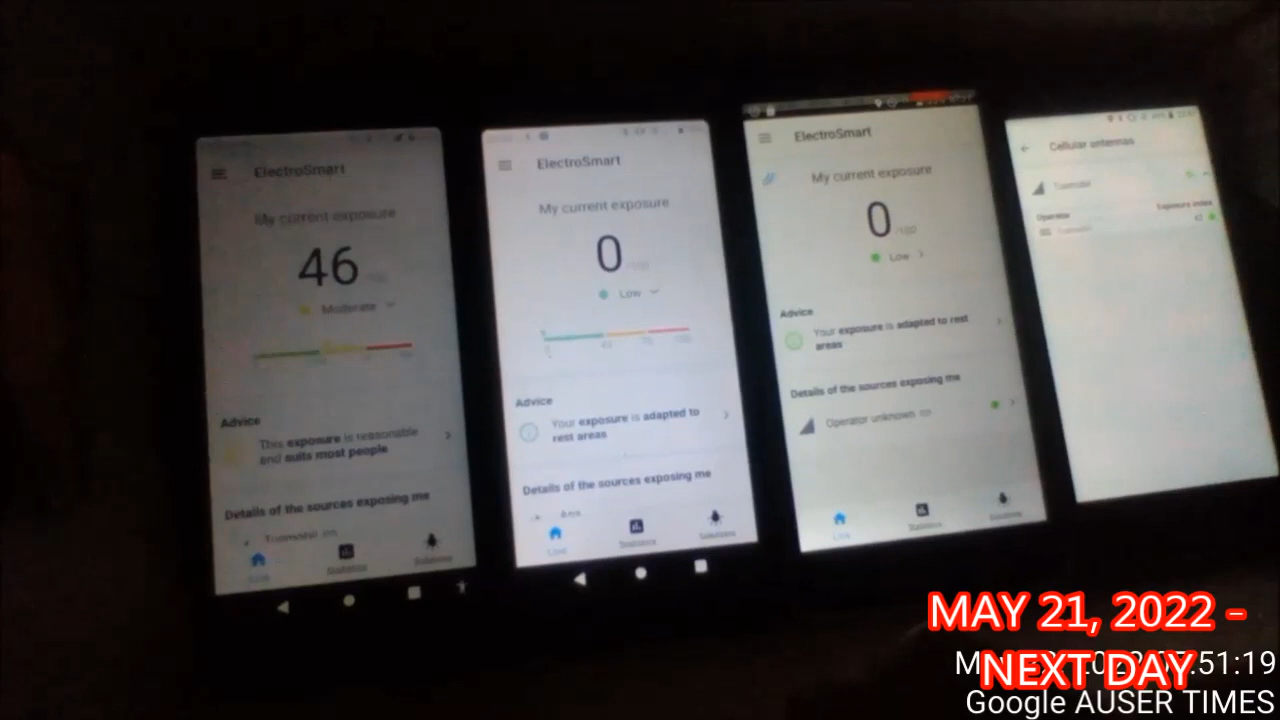 ElectroSmart
My current exposure
46
Moderate
Advice
This exposure is reasonable
and suits most people
Details of the sources exposing me
Statistics
Solutions
ElectroSmart
My current exposure
0 /100
Low
Advice
Your exposure is adapted to
rest areas
Details of the sources exposing me
Live
Statistics
Solutions
ElectroSmart
My current exposure
0 /100
Low
Advice
Your exposure is adapted to rest
areas
Details of the sources exposing me
Operator unknown
Live
Statistics
Solutions
Cellular antennas
Operator
Exposure index
MAY 21, 2022 -
NEXT DAY
51:19
Google AUSER TIMES